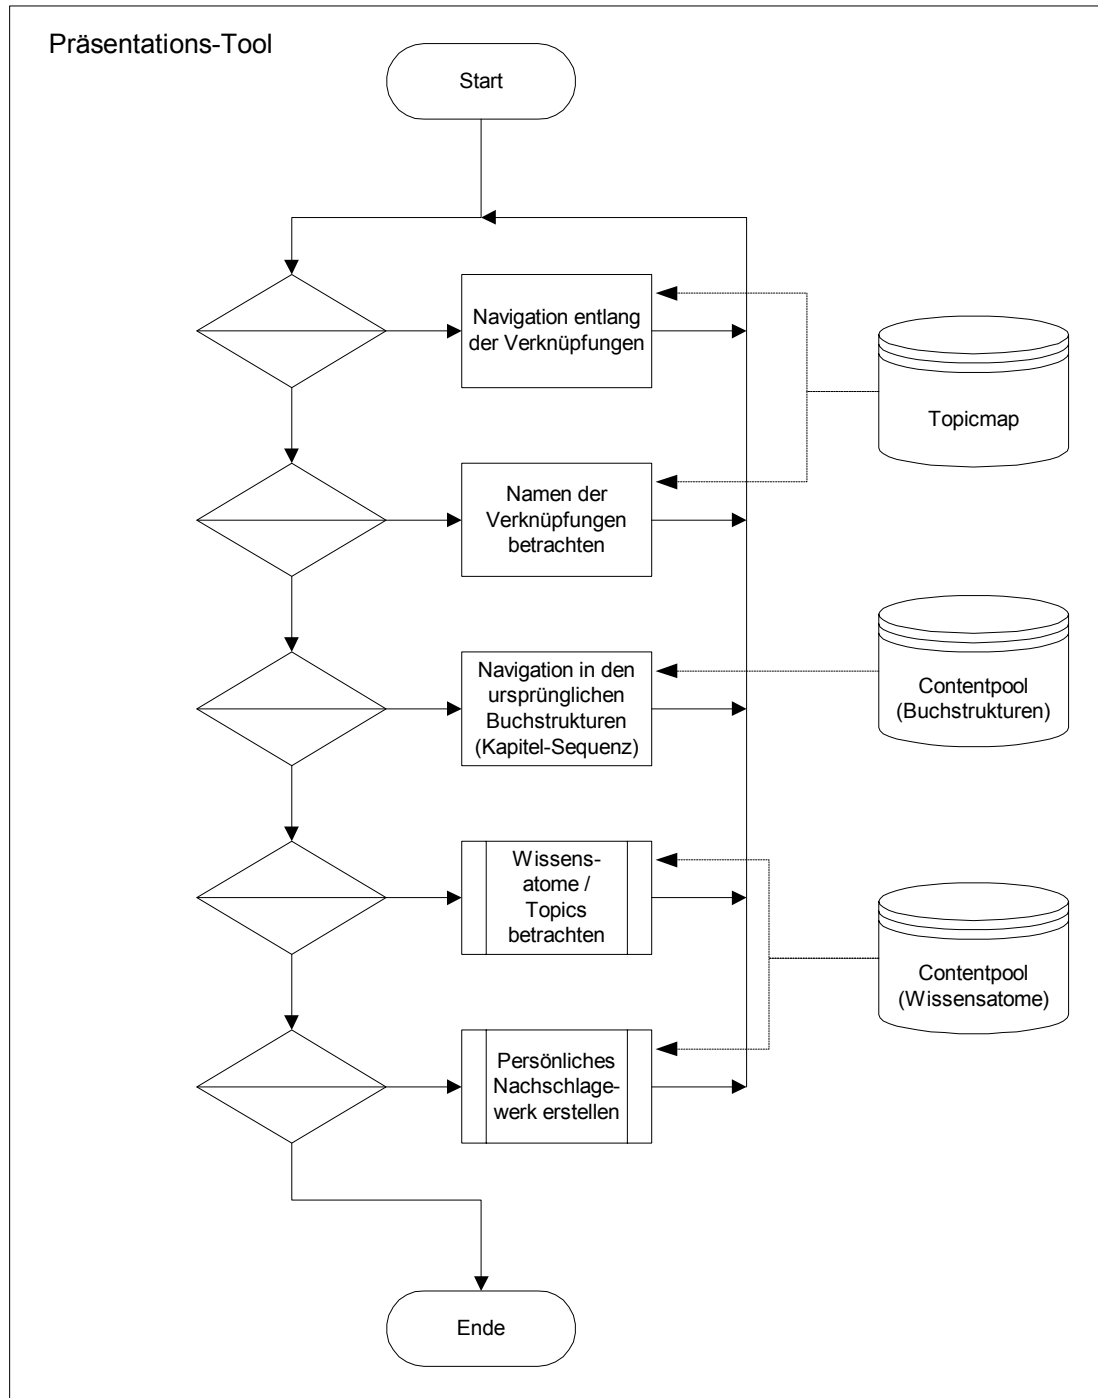 Präsentations-Tool
Start
Navigation entlang
der Verknüpfungen
Topicmap
Namen der
Verknüpfungen
betrachten
Navigation in den
ursprünglichen
Buchstrukturen
(Kapitel-Sequenz)
Contentpool
(Buchstrukturen)
Wissens-
atome /
Topics
betrachten
Contentpool
(Wissensatome)
Persönliches
Nachschlage-
werk erstellen
Ende